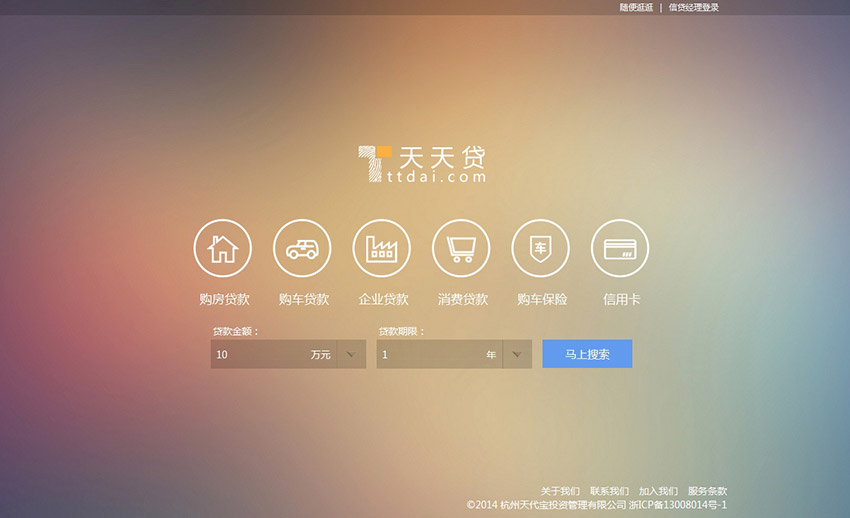 随便逛逛 | 信贷经理登录
天天贷
ttdai.com
车
购房贷款 购车贷款 企业贷款 消费贷款 购车保险 信用卡
贷款金额： 贷款期限：
10 万元 1 年 马上搜索
关于我们 联系我们 加入我们 服务条款
©2014 杭州天代宝投资管理有限公司 浙ICP备13008014号-1